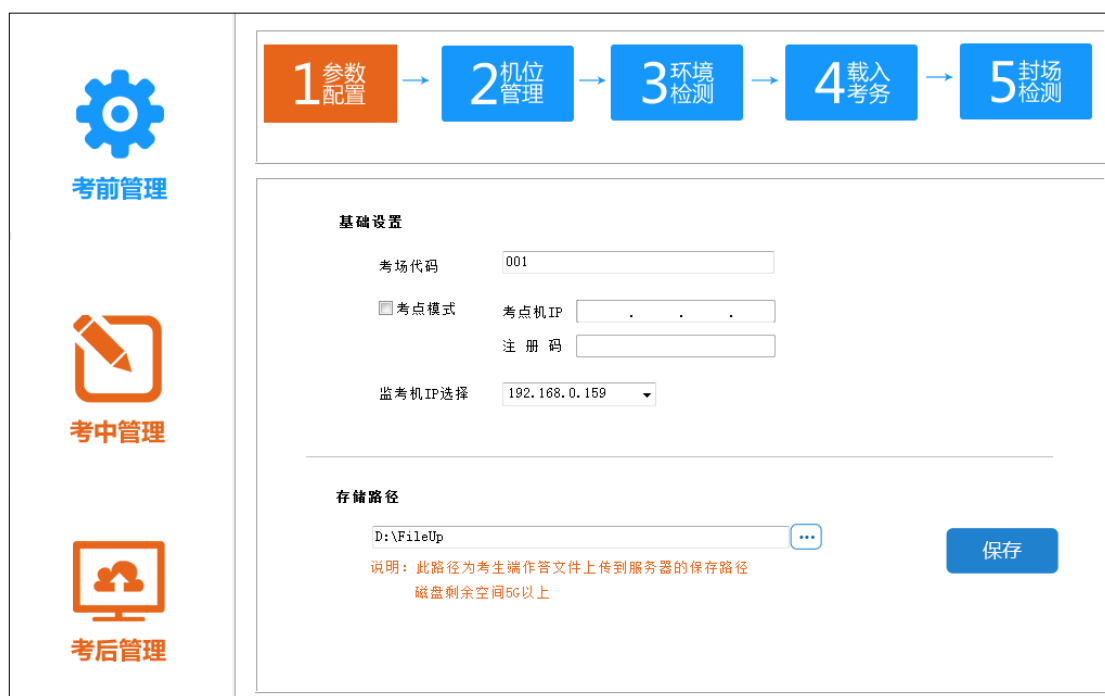 考前管理
考中管理
考后管理
1 参数配置
2 机位管理
3 环境检测
4 载入考务
5 封场检测
基础设置
考场代码 001
考点模式 考点机IP . . .
注 册 码
监考机IP选择 192.168.0.159
存储路径
D:\FileUp ...
保存
说明：此路径为考生端作答文件上传到服务器的保存路径
磁盘剩余空间5G以上